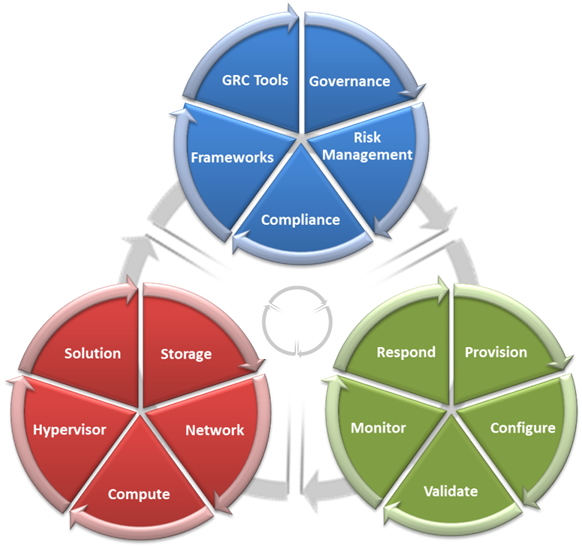 GRC Tools
Governance
Risk
Management
Compliance
Frameworks
Solution
Storage
Network
Compute
Hypervisor
Respond
Provision
Configure
Validate
Monitor